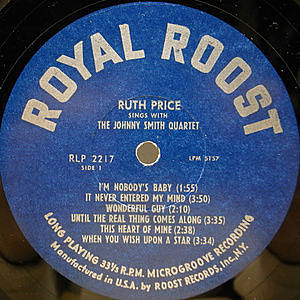 ROYAL ROOST
RUTH PRICE
SINGS WITH
THE JOHNNY SMITH QUARTET
RLP 2217
SIDE 1
LPM 5157
I'M NOBODY'S BABY (1:55)
IT NEVER ENTERED MY MIND (3:50)
WONDERFUL GUY (2:10)
UNTIL THE REAL THING COMES ALONG (3:35)
THIS HEART OF MINE (2:38)
WHEN YOU WISH UPON A STAR (3:34)
LONG PLAYING 33⅓ R.P.M. MICROGROOVE RECORDING
Manufactured in U.S.A. by ROOST RECORDS, Inc. N.Y.